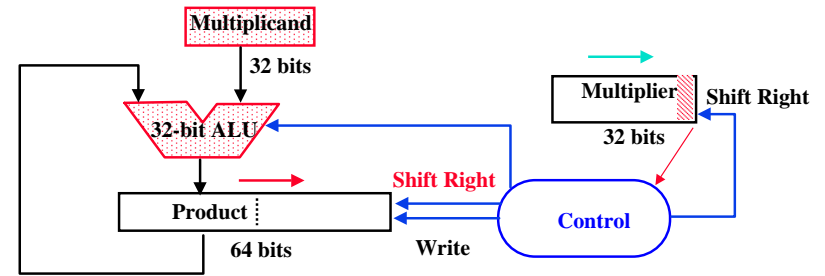 Multiplicand
32 bits
32-bit ALU
Multiplier
Shift Right
32 bits
Shift Right
Product
Control
64 bits
Write